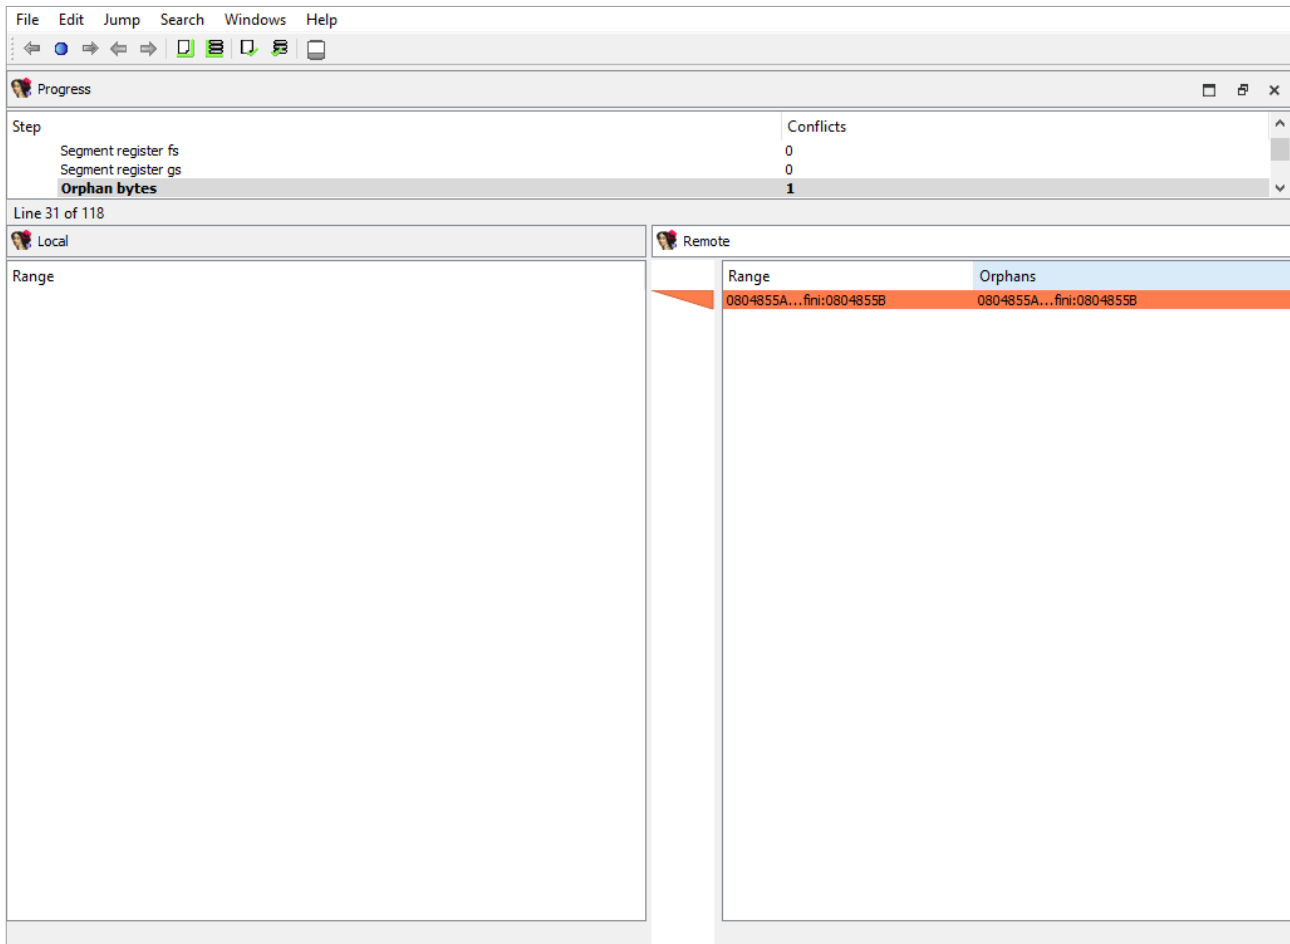 File Edit Jump Search Windows Help
Progress
Step Conflicts
Segment register fs 0
Segment register gs 0
Orphan bytes 1
Line 31 of 118
Local Remote
Range Range Orphans
0804855A...fini:0804855B 0804855A...fini:0804855B